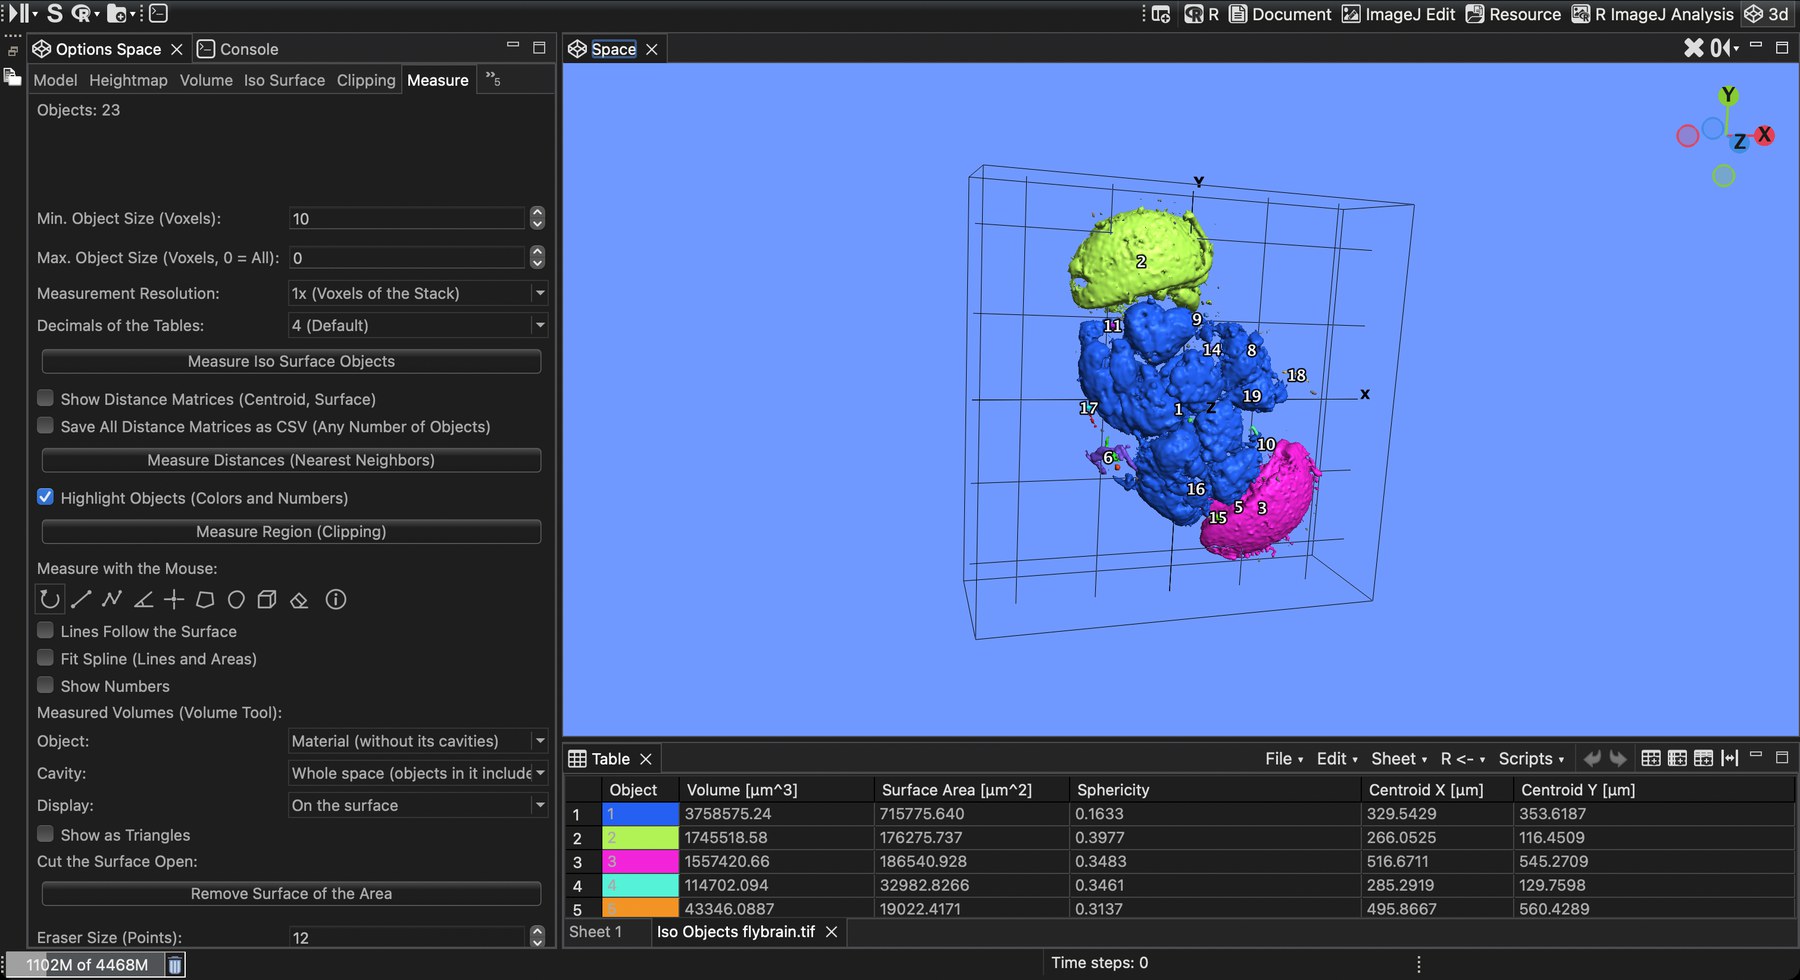 R Document ImageJ Edit Resource R ImageJ Analysis 3d
Options Space Console
Space
Model Heightmap Volume Iso Surface Clipping Measure »5
Objects: 23
Min. Object Size (Voxels): 10
Max. Object Size (Voxels, 0 = All): 0
Measurement Resolution: 1x (Voxels of the Stack)
Decimals of the Tables: 4 (Default)
Measure Iso Surface Objects
Show Distance Matrices (Centroid, Surface)
Save All Distance Matrices as CSV (Any Number of Objects)
Measure Distances (Nearest Neighbors)
Highlight Objects (Colors and Numbers)
Measure Region (Clipping)
Measure with the Mouse:
Lines Follow the Surface
Fit Spline (Lines and Areas)
Show Numbers
Measured Volumes (Volume Tool):
Object: Material (without its cavities)
Cavity: Whole space (objects in it include
Display: On the surface
Show as Triangles
Cut the Surface Open:
Remove Surface of the Area
Eraser Size (Points): 12
1102M of 4468M
Y
X
Z
Y
2
9
11
14
8
18
X
19
17
1
Z
10
6
16
5
3
15
Table File Edit Sheet R <- Scripts
Object Volume [µm^3] Surface Area [µm^2] Sphericity Centroid X [µm] Centroid Y [µm]
1 1 3758575.24 715775.640 0.1633 329.5429 353.6187
2 2 1745518.58 176275.737 0.3977 266.0525 116.4509
3 3 1557420.66 186540.928 0.3483 516.6711 545.2709
4 4 114702.094 32982.8266 0.3461 285.2919 129.7598
5 5 43346.0887 19022.4171 0.3137 495.8667 560.4289
Sheet 1 Iso Objects flybrain.tif
Time steps: 0